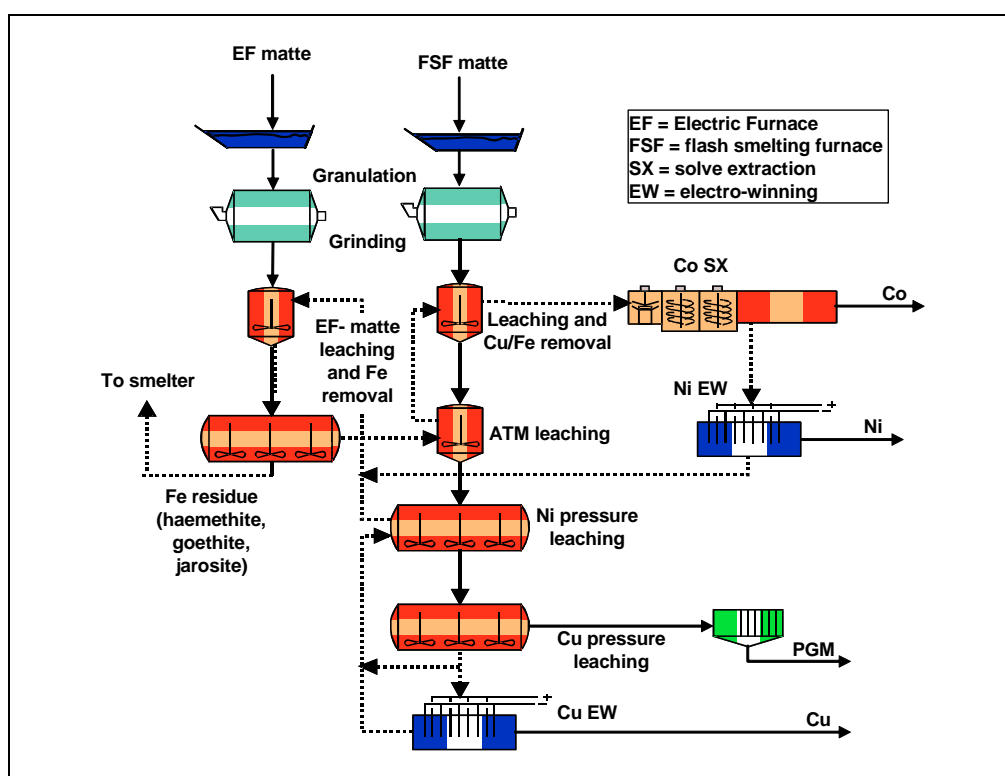 EF matte
FSF matte
EF = Electric Furnace
FSF = flash smelting furnace
SX = solve extraction
EW = electro-winning
Granulation
Grinding
Co SX
Co
Leaching and
Cu/Fe removal
EF- matte
leaching
and Fe
removal
To smelter
Ni EW
- +
-
ATM leaching
Ni
Fe residue
(haemethite,
goethite,
jarosite)
Ni pressure
leaching
Cu pressure
leaching
PGM
- +
-
Cu EW
Cu